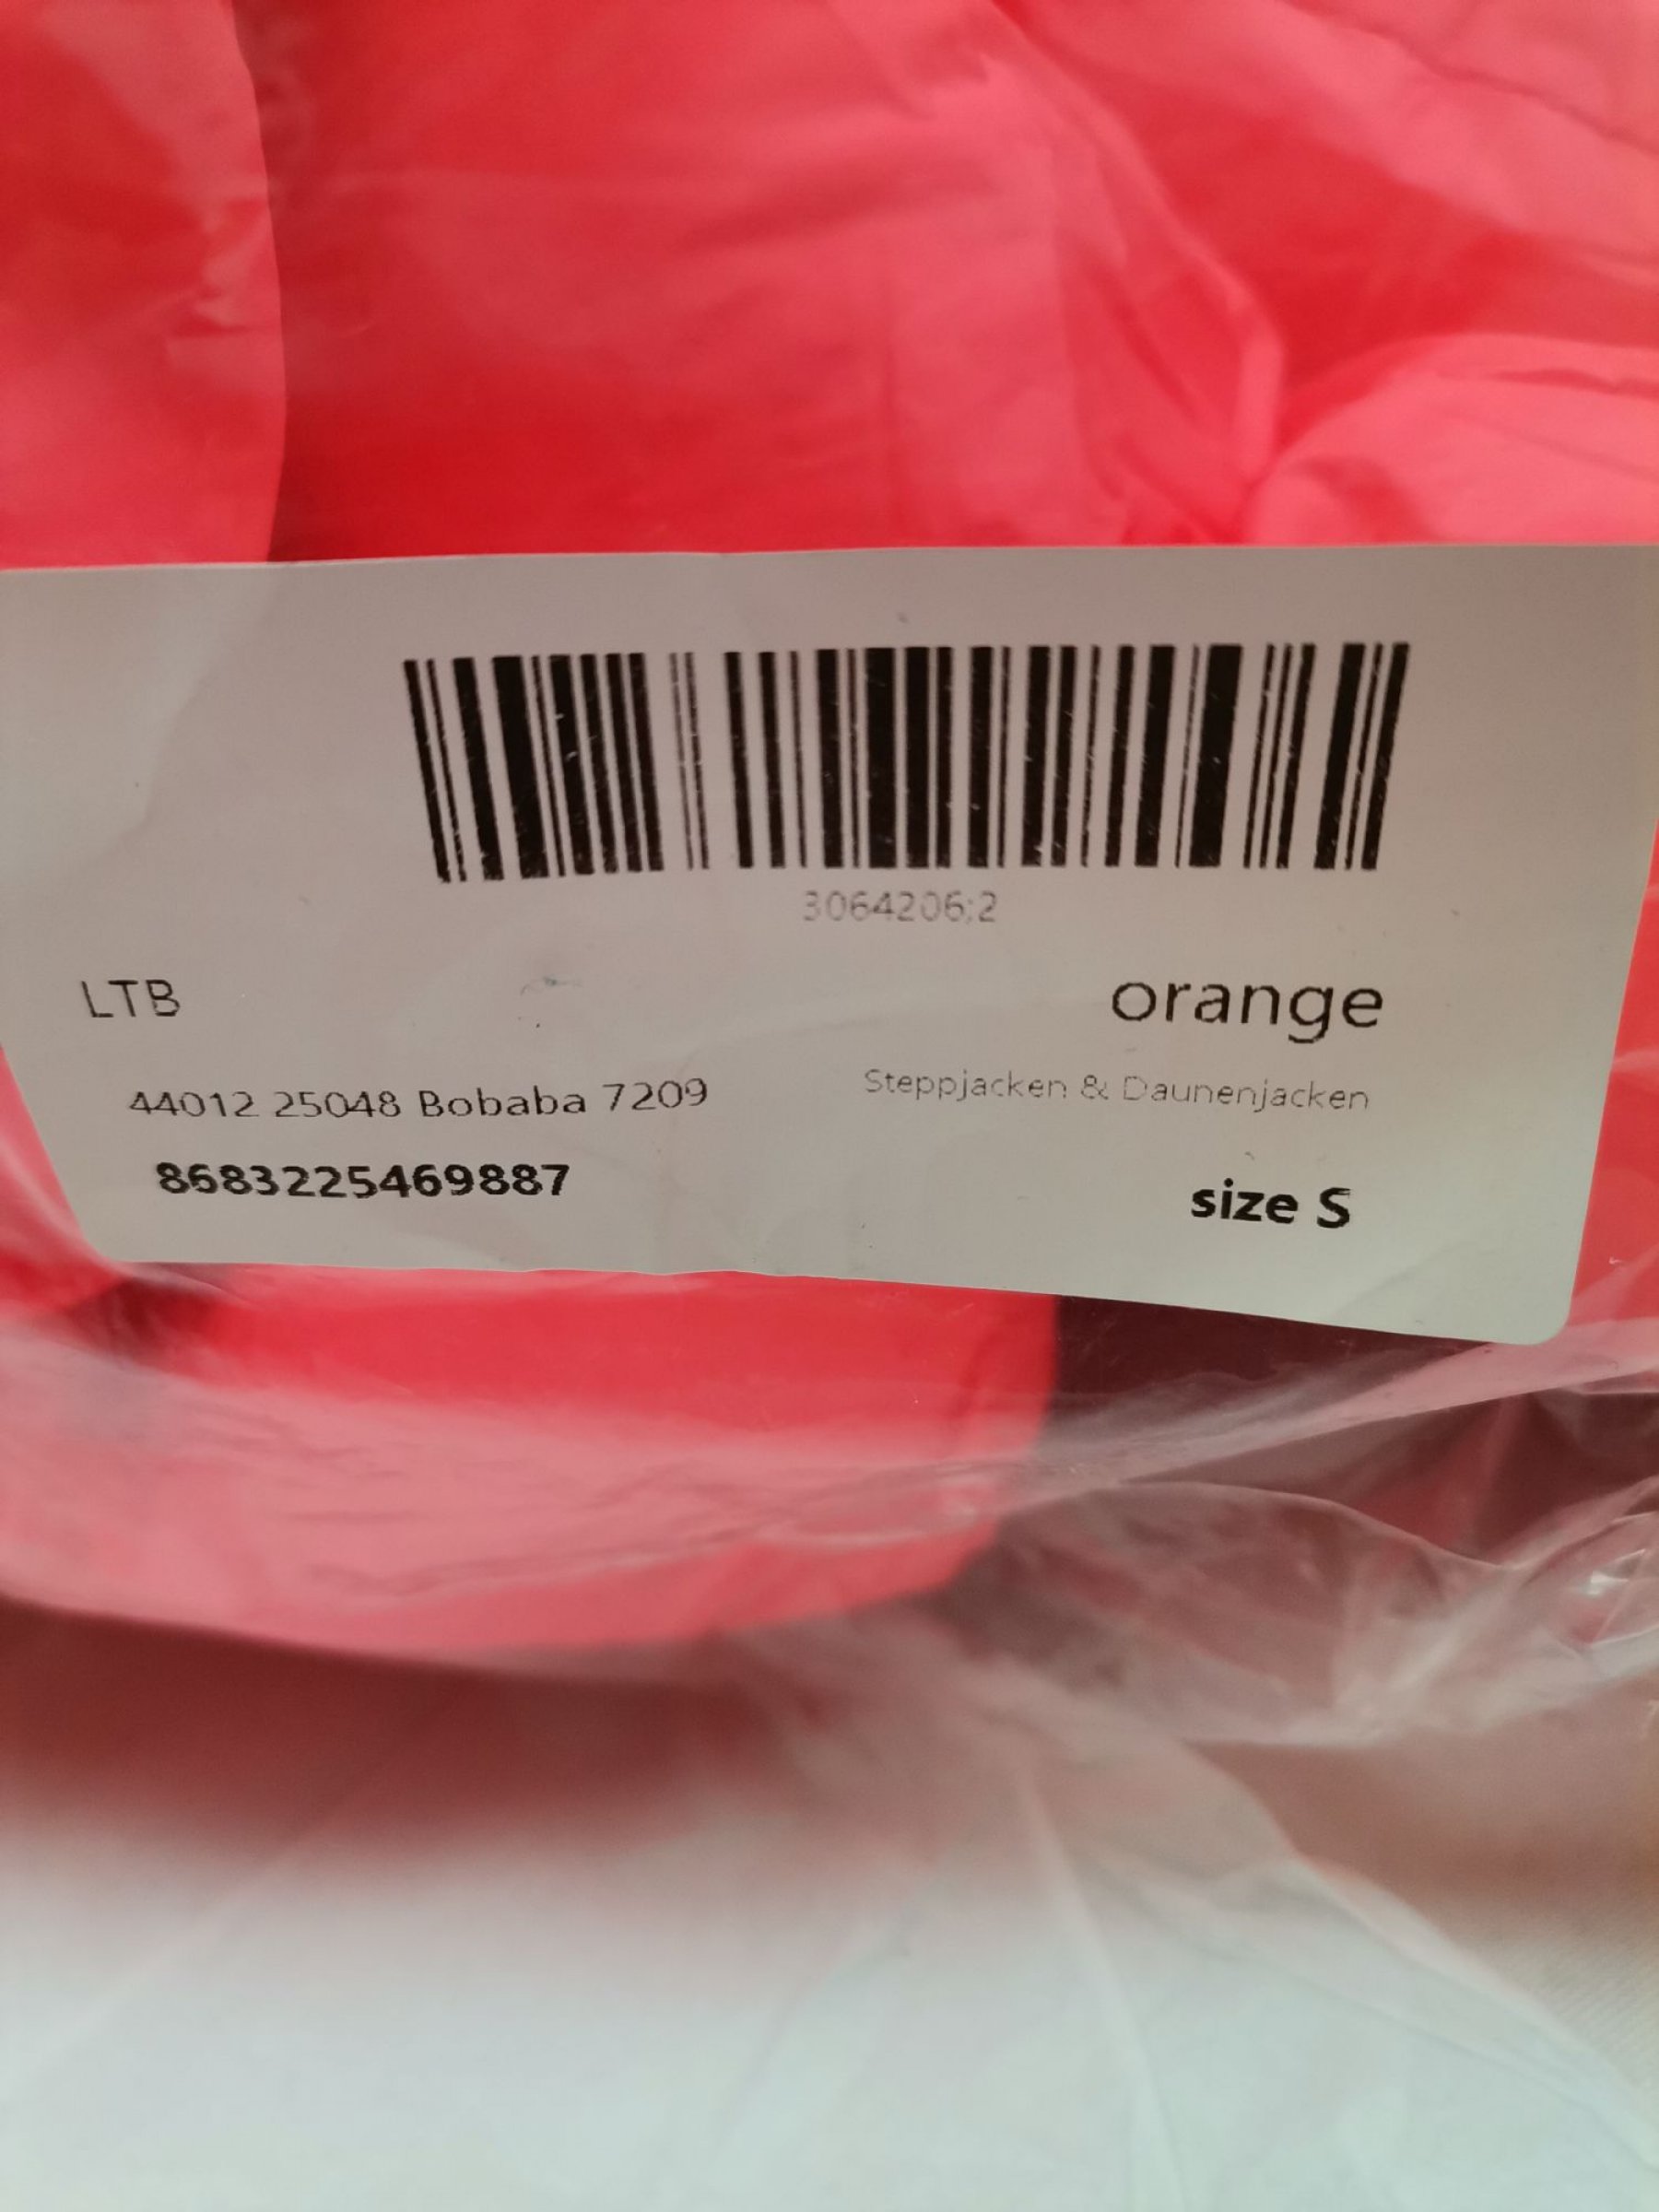 3064206;2
LTB
orange
44012 25048 Bobaba 7209
Steppjacken & Daunenjacken
8683225469887
size S